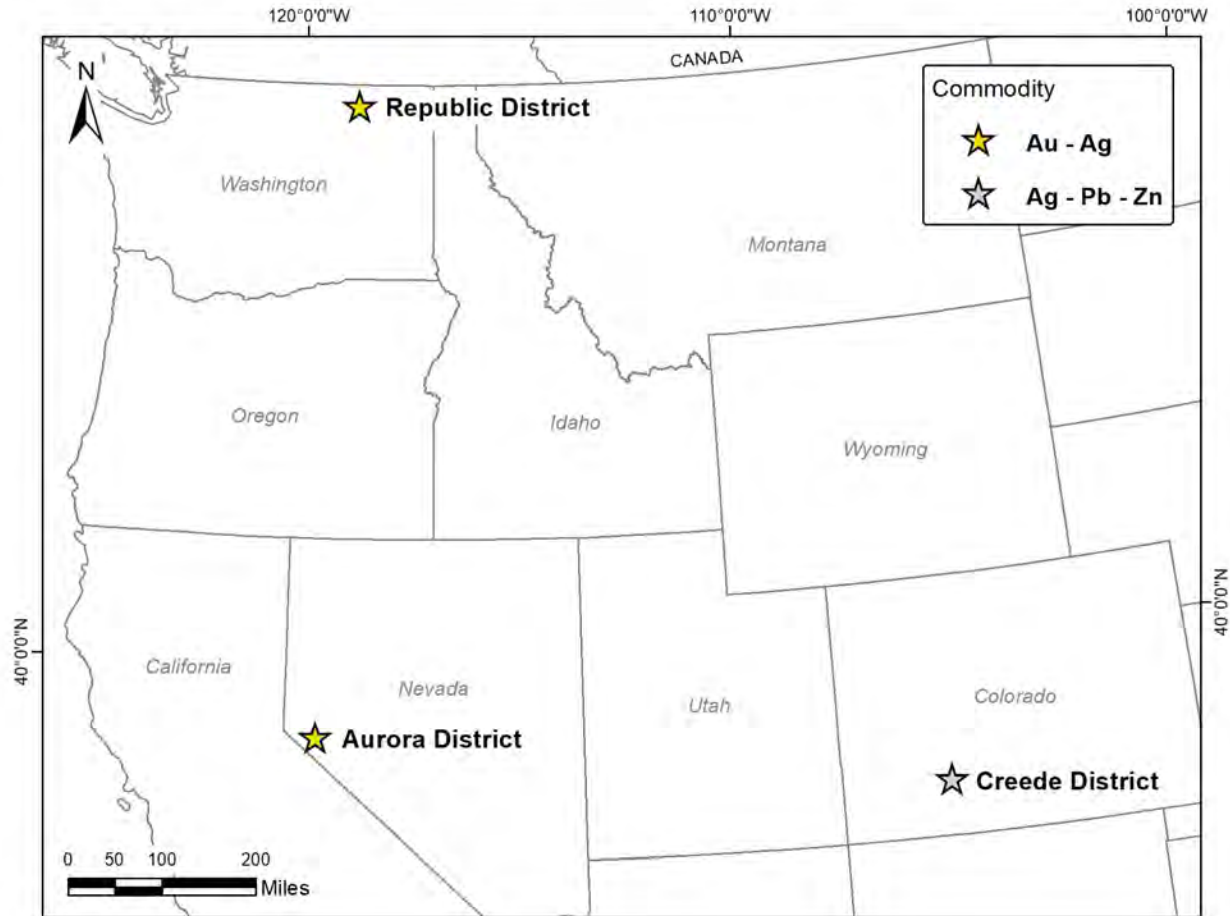 120°0'0"W
110°0'0"W
100°0'0"W
CANADA
N
Commodity
Au - Ag
Ag - Pb - Zn
Republic District
Washington
Montana
Oregon
Idaho
Wyoming
40°0'0"N
40°0'0"N
California
Nevada
Utah
Colorado
Aurora District
Creede District
0 50 100 200
Miles